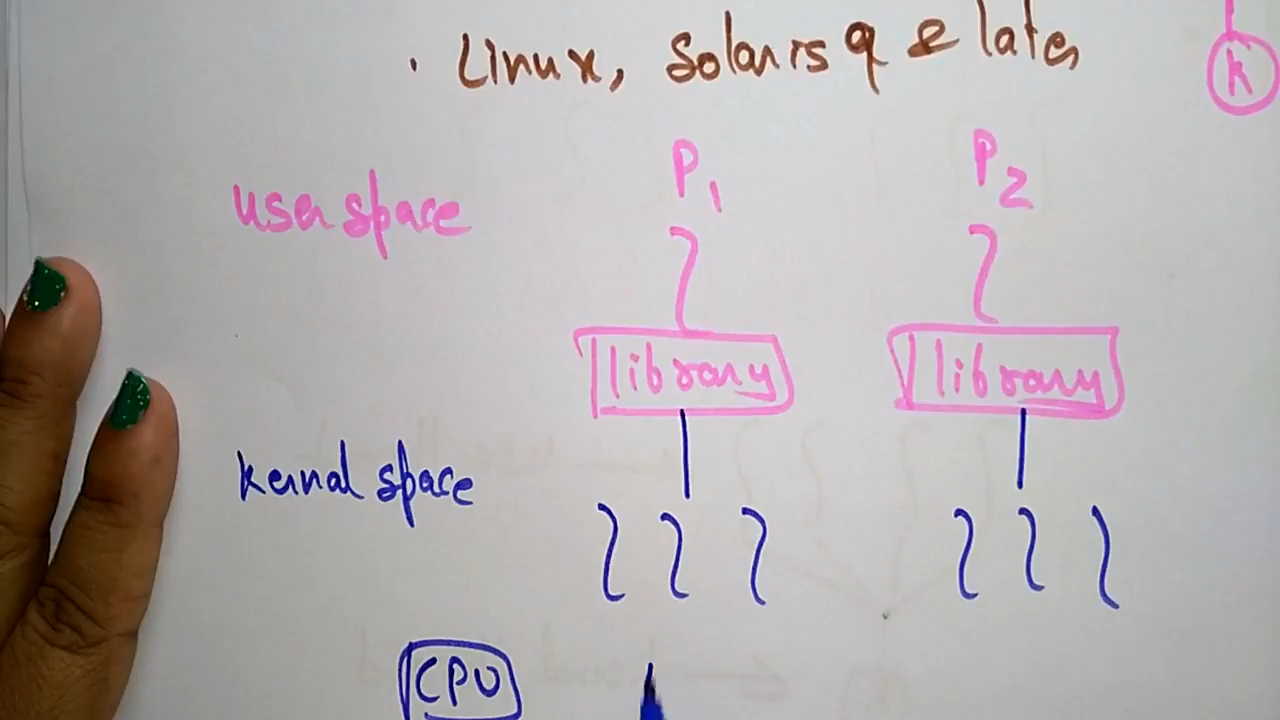 . Linux, Solaris 9 & later
K
P1 P2
User space
library library
Kernal space
CPU